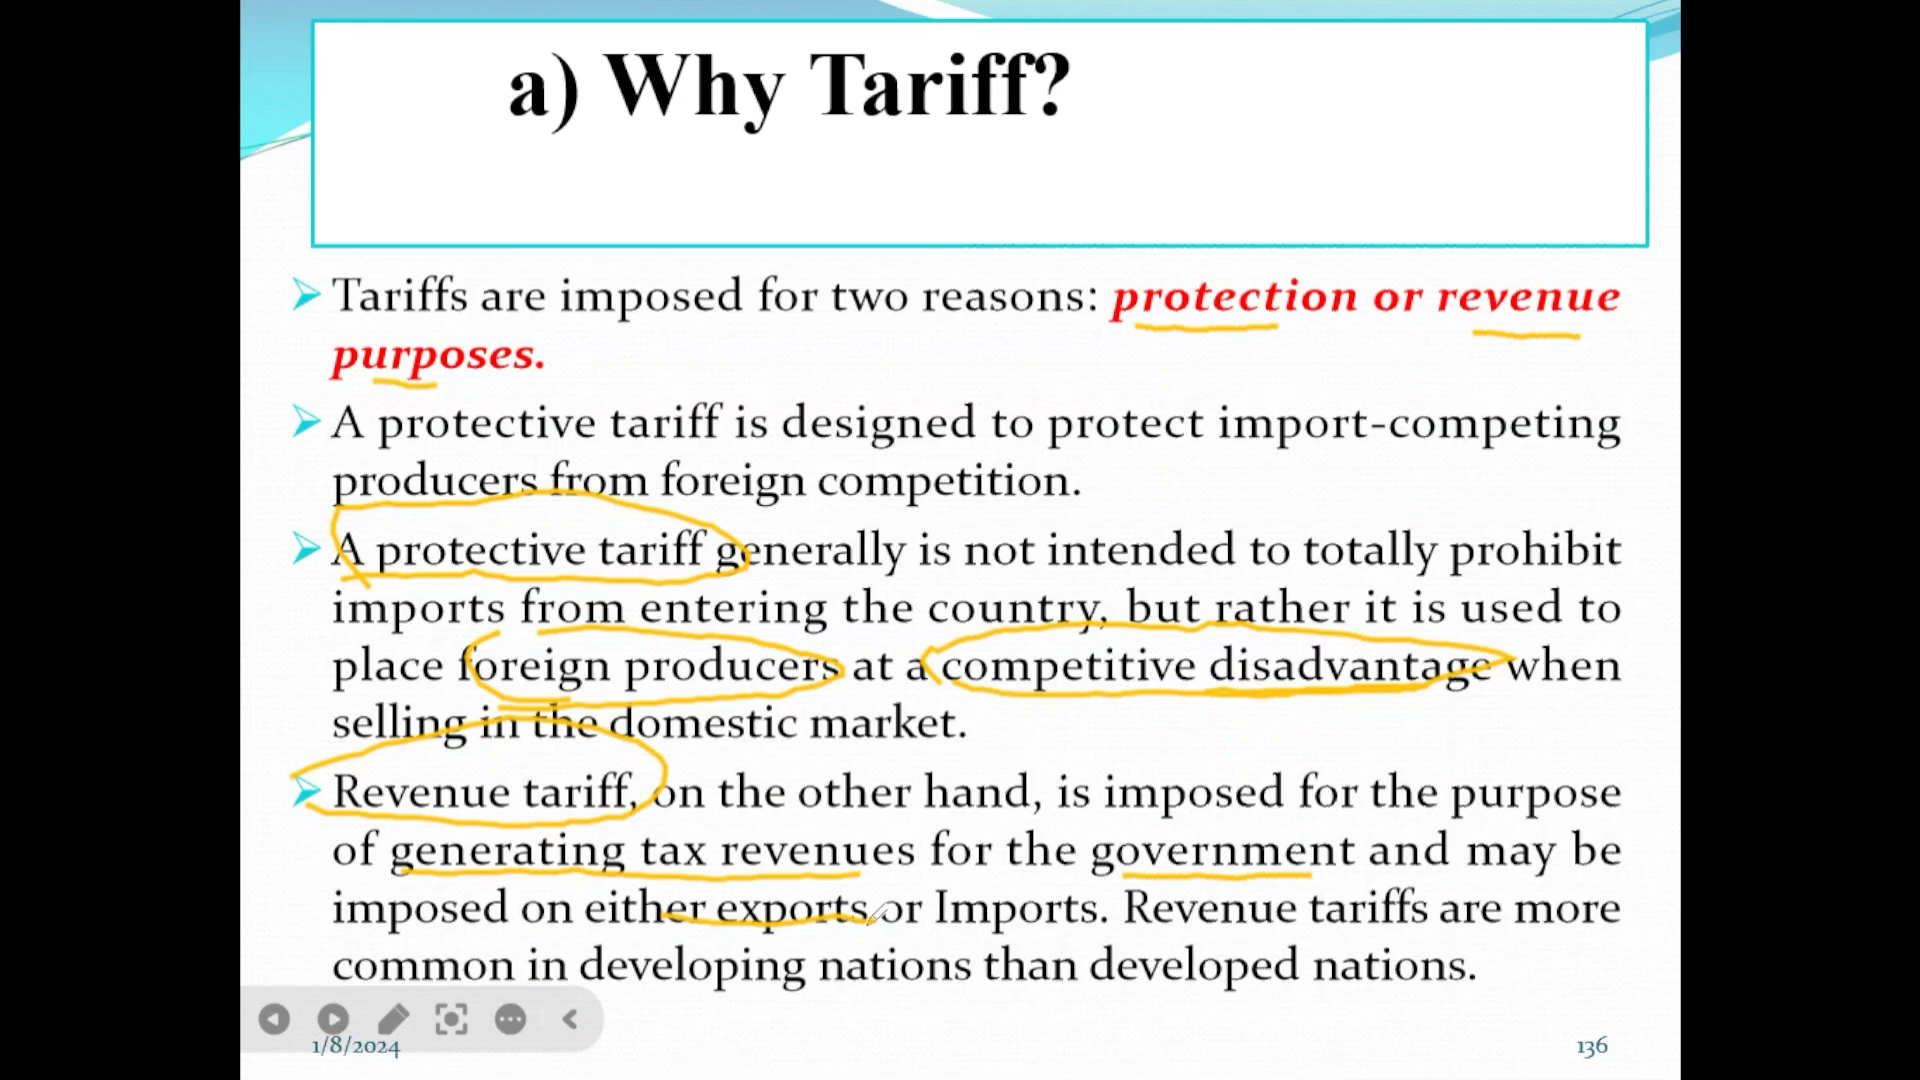 a) Why Tariff?
Tariffs are imposed for two reasons: protection or revenue
purposes.
A protective tariff is designed to protect import-competing
producers from foreign competition.
A protective tariff generally is not intended to totally prohibit
imports from entering the country, but rather it is used to
place foreign producers at a competitive disadvantage when
selling in the domestic market.
Revenue tariff, on the other hand, is imposed for the purpose
of generating tax revenues for the government and may be
imposed on either exports or Imports. Revenue tariffs are more
common in developing nations than developed nations.
1/8/2024
136